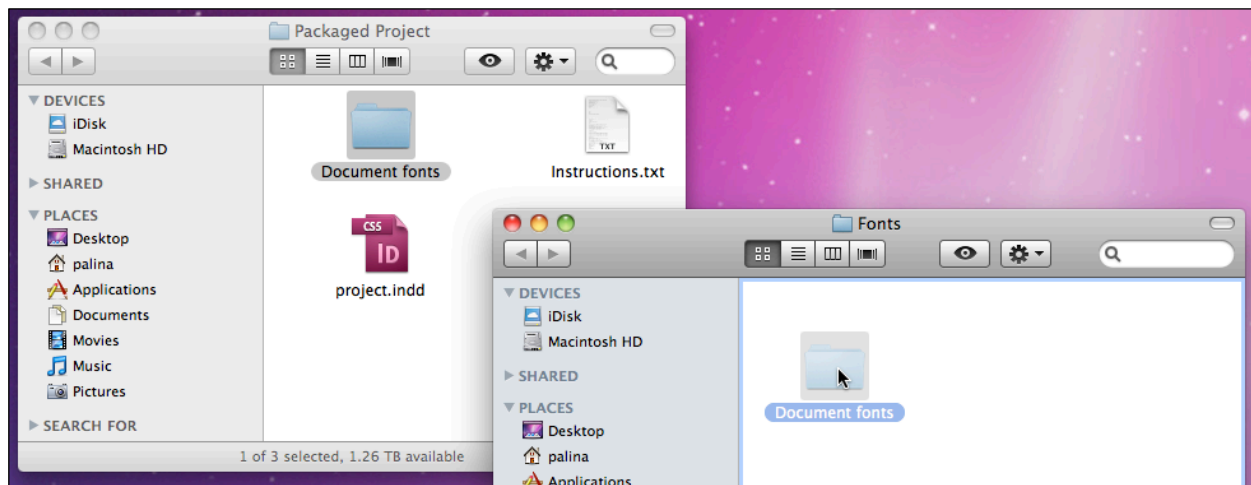 Packaged Project
DEVICES
iDisk
Macintosh HD
SHARED
PLACES
Desktop
palina
Applications
Documents
Movies
Music
Pictures
SEARCH FOR
Document fonts
TXT
Instructions.txt
CS5
ID
project.indd
1 of 3 selected, 1.26 TB available
Fonts
DEVICES
iDisk
Macintosh HD
SHARED
PLACES
Desktop
palina
Applications
Document fonts